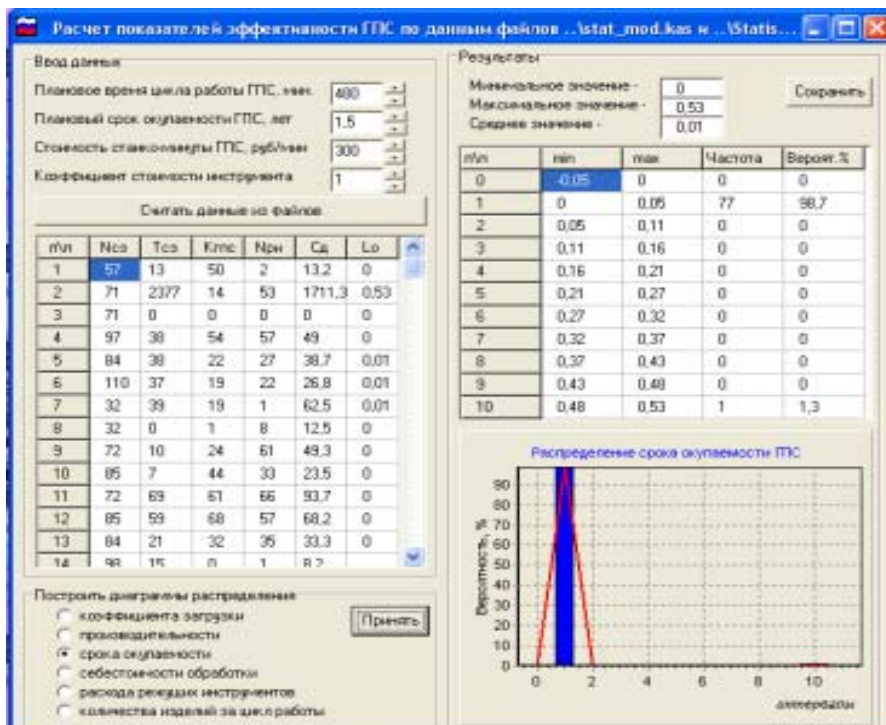 Расчет показателей эффективности ГПС по данным файлов ..\stat_mod.kas и ..\Statis...
Ввод данных
Плановое время цикла работы ГПС, мин. 480
Плановый срок окупаемости ГПС, лет 1.5
Стоимость станкоминуты ГПС, руб/мин 300
Коэффициент стоимости инструмента 1
Считать данные из файлов
п\п Тсэ Сд Lo
1 57 13 50 2 13,2 0
2 71 2377 14 53 1711,3 0,53
3 71 0 0 0 0 0
4 97 38 54 57 49 0
5 84 38 22 27 38,7 0,01
6 110 37 19 22 26,8 0,01
7 32 39 19 1 62,5 0,01
8 32 0 1 8 12,5 0
9 72 10 24 61 49,3 0
10 85 7 44 33 23,5 0
11 72 69 61 66 93,7 0
12 85 59 68 57 68,2 0
13 84 21 32 35 33,3 0
14 98 15 0 1 8,2
Построить диаграммы распределения
коэффициента загрузки
производительности
срока окупаемости
себестоимости обработки
расхода режущих инструментов
количества изделий за цикл работы
Принять
Результаты
Минимальное значение - 0
Максимальное значение - 0,53
Среднее значение - 0,01
Сохранить
п\п min max Частота Вероят.%
0 -0,05 0 0 0
1 0 0,05 77 98,7
2 0,05 0,11 0 0
3 0,11 0,16 0 0
4 0,16 0,21 0 0
5 0,21 0,27 0 0
6 0,27 0,32 0 0
7 0,32 0,37 0 0
8 0,37 0,43 0 0
9 0,43 0,48 0 0
10 0,48 0,53 1 1,3
Распределение срока окупаемости ГПС
Вероятность, %
90
80
70
60
50
40
30
20
10
0
0 2 4 6 8 10
интервалы